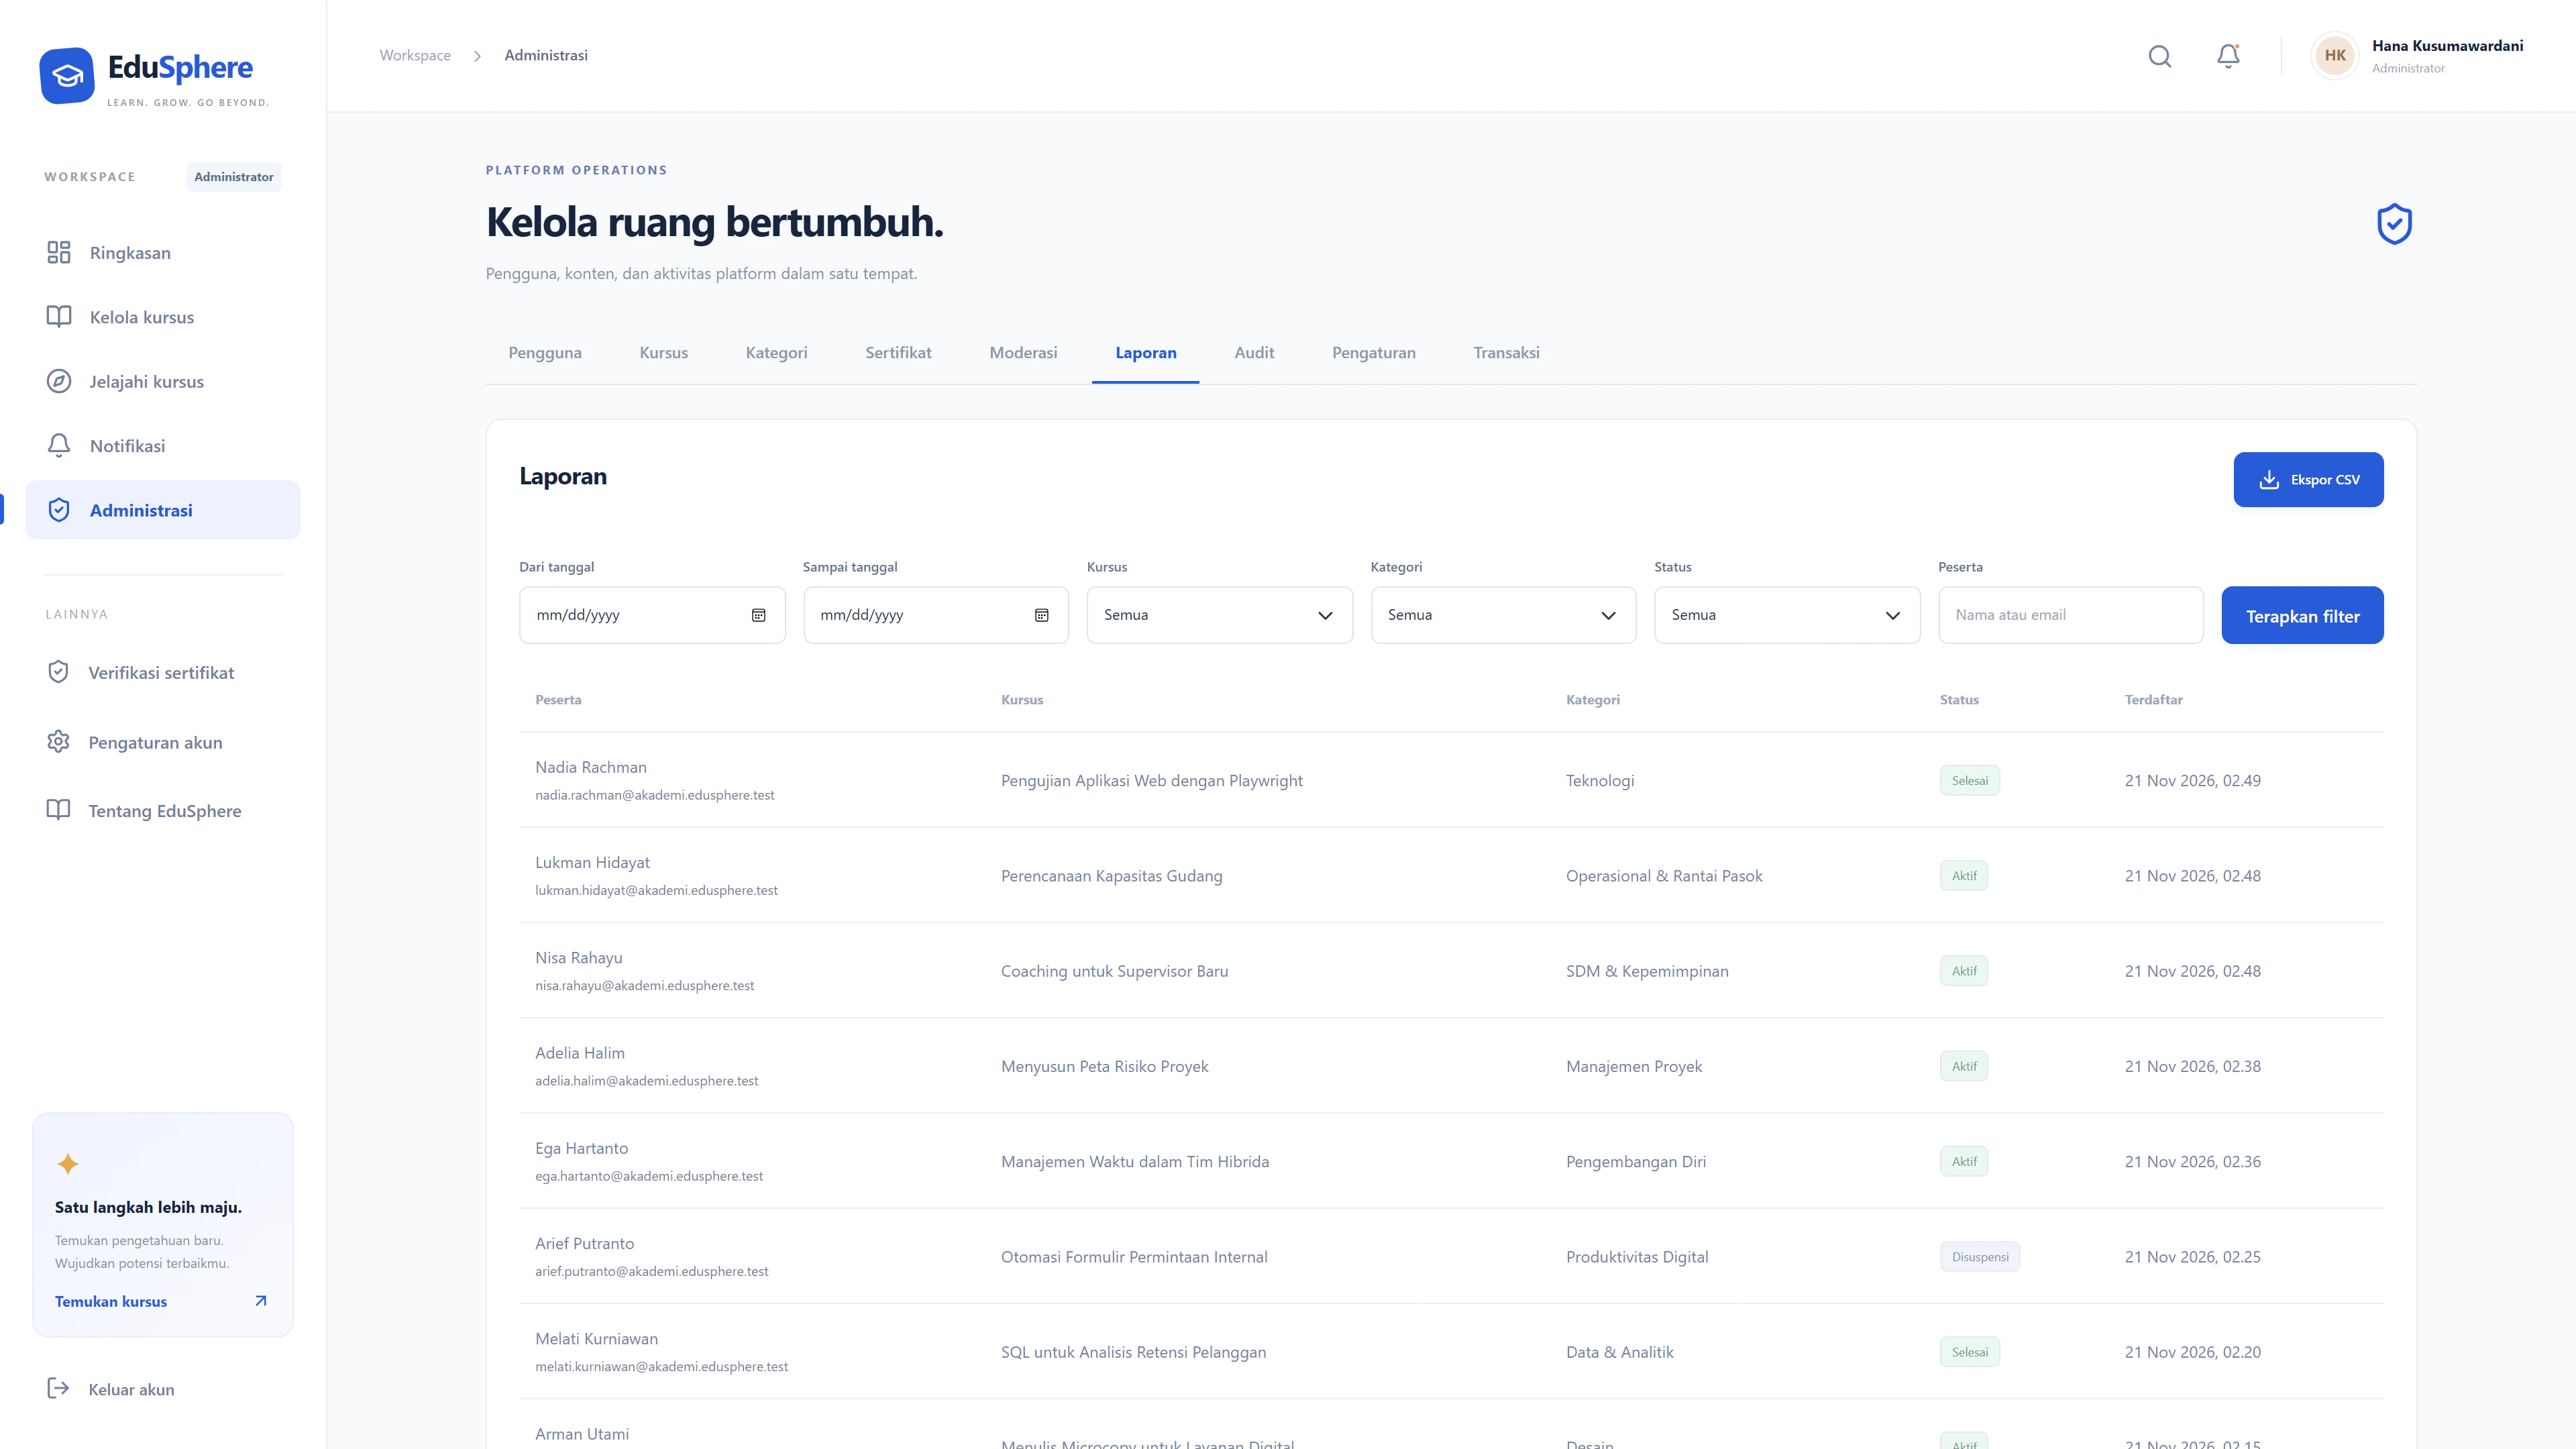 EduSphere
LEARN. GROW. GO BEYOND.
WORKSPACE
Administrator
Ringkasan
Kelola kursus
Jelajahi kursus
Notifikasi
Administrasi
LAINNYA
Verifikasi sertifikat
Pengaturan akun
Tentang EduSphere
Satu langkah lebih maju.
Temukan pengetahuan baru.
Wujudkan potensi terbaikmu.
Temukan kursus
Keluar akun
Workspace
Administrasi
HK
Hana Kusumawardani
Administrator
PLATFORM OPERATIONS
Kelola ruang bertumbuh.
Pengguna, konten, dan aktivitas platform dalam satu tempat.
Pengguna
Kursus
Kategori
Sertifikat
Moderasi
Laporan
Audit
Pengaturan
Transaksi
Laporan
Ekspor CSV
Dari tanggal
Sampai tanggal
Kursus
Kategori
Status
Peserta
mm/dd/yyyy
mm/dd/yyyy
Semua
Semua
Semua
Nama atau email
Terapkan filter
Peserta
Kursus
Kategori
Status
Terdaftar
Nadia Rachman
nadia.rachman@akademi.edusphere.test
Pengujian Aplikasi Web dengan Playwright
Teknologi
Selesai
21 Nov 2026, 02.49
Lukman Hidayat
lukman.hidayat@akademi.edusphere.test
Perencanaan Kapasitas Gudang
Operasional & Rantai Pasok
Aktif
21 Nov 2026, 02.48
Nisa Rahayu
nisa.rahayu@akademi.edusphere.test
Coaching untuk Supervisor Baru
SDM & Kepemimpinan
Aktif
21 Nov 2026, 02.48
Adelia Halim
adelia.halim@akademi.edusphere.test
Menyusun Peta Risiko Proyek
Manajemen Proyek
Aktif
21 Nov 2026, 02.38
Ega Hartanto
ega.hartanto@akademi.edusphere.test
Manajemen Waktu dalam Tim Hibrida
Pengembangan Diri
Aktif
21 Nov 2026, 02.36
Arief Putranto
arief.putranto@akademi.edusphere.test
Otomasi Formulir Permintaan Internal
Produktivitas Digital
Disuspensi
21 Nov 2026, 02.25
Melati Kurniawan
melati.kurniawan@akademi.edusphere.test
SQL untuk Analisis Retensi Pelanggan
Data & Analitik
Selesai
21 Nov 2026, 02.20
Arman Utami
Menulis Microcopy untuk Layanan Digital
Desain
Aktif
21 Nov 2026, 02.15